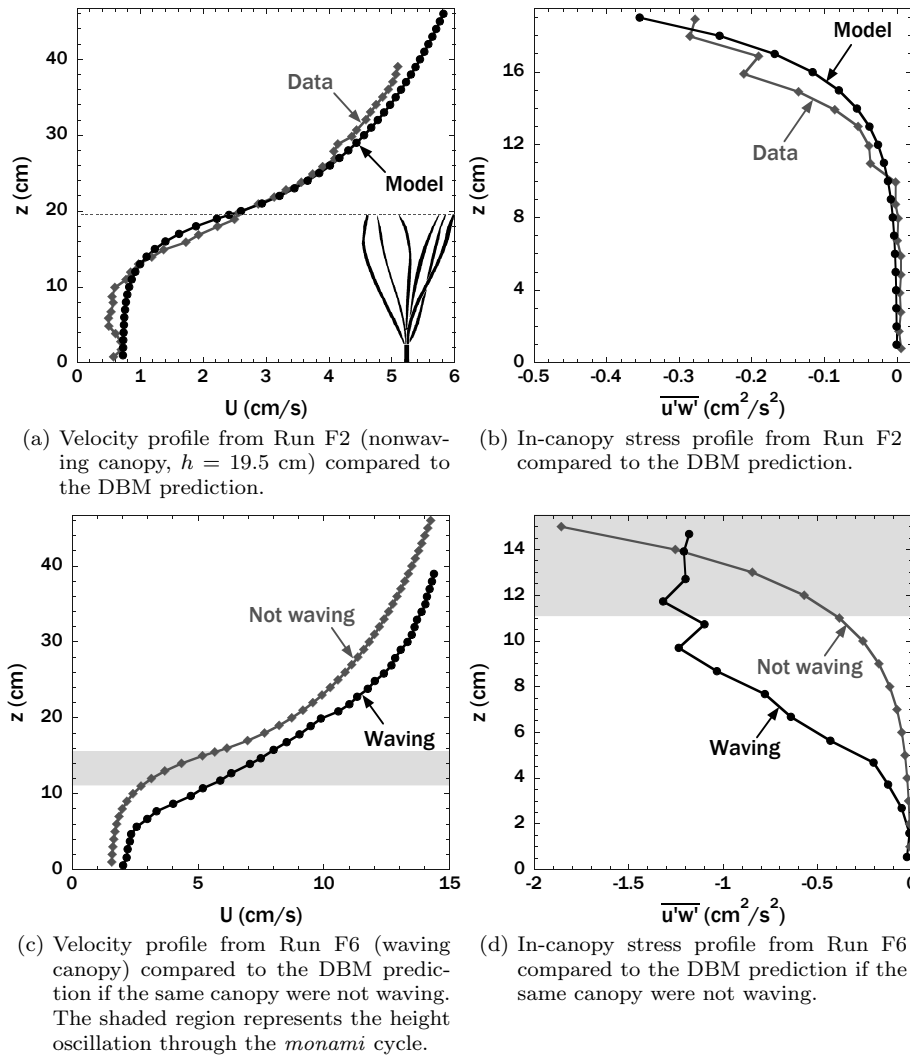 40
30
20
10
0
z (cm)
Data
Model
0 1 2 3 4 5 6
U (cm/s)
16
12
8
4
0
z (cm)
Model
Data
-0.5 -0.4 -0.3 -0.2 -0.1 0
u'w' (cm²/s²)
(a) Velocity profile from Run F2 (nonwav-
ing canopy, h = 19.5 cm) compared to
the DBM prediction.
(b) In-canopy stress profile from Run F2
compared to the DBM prediction.
40
30
20
10
0
z (cm)
Not waving
Waving
0 5 10 15
U (cm/s)
14
12
10
8
6
4
2
0
z (cm)
Not waving
Waving
-2 -1.5 -1 -0.5 0
u'w' (cm²/s²)
(c) Velocity profile from Run F6 (waving
canopy) compared to the DBM predic-
tion if the same canopy were not waving.
The shaded region represents the height
oscillation through the monami cycle.
(d) In-canopy stress profile from Run F6
compared to the DBM prediction if the
same canopy were not waving.